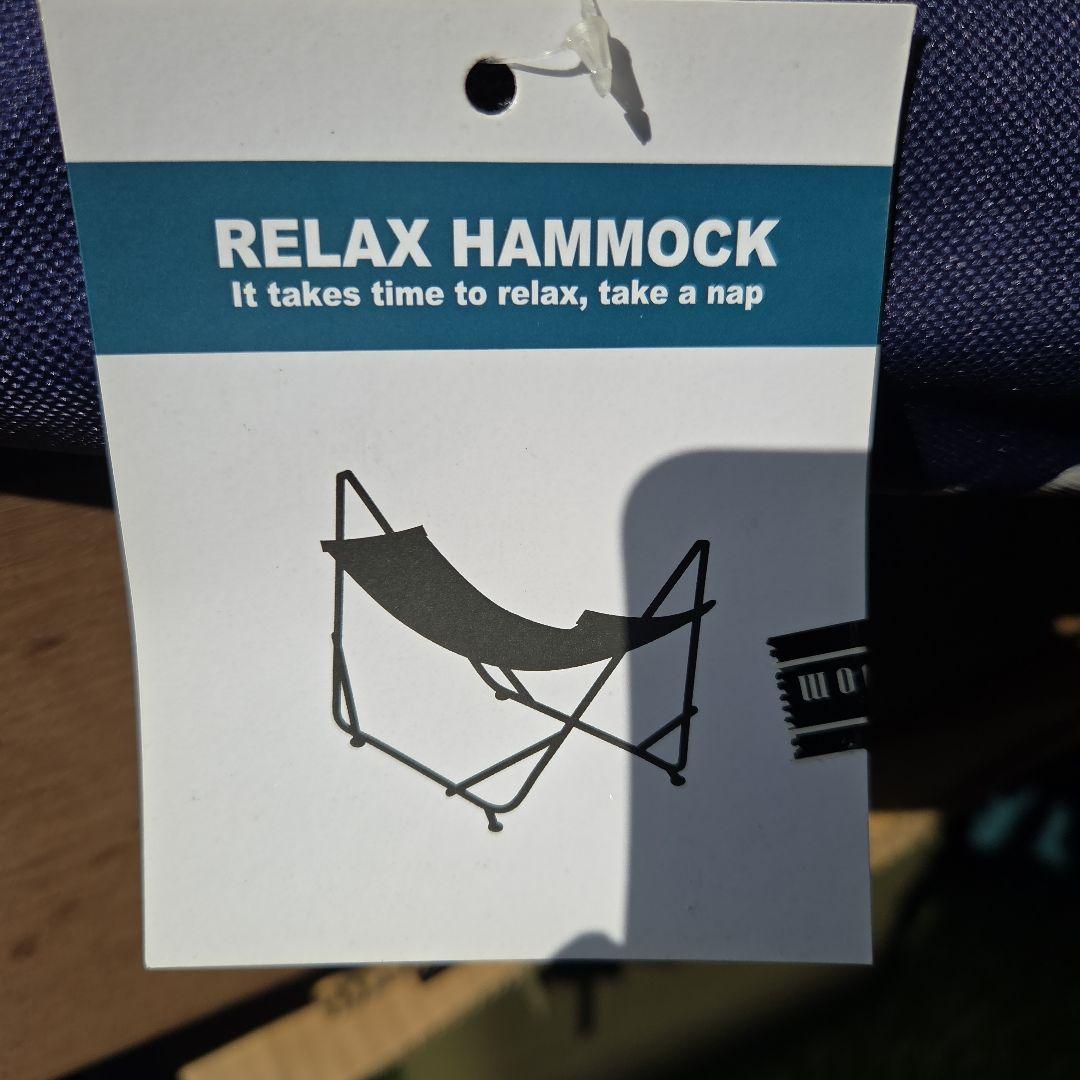 RELAX HAMMOCK
It takes time to relax, take a nap